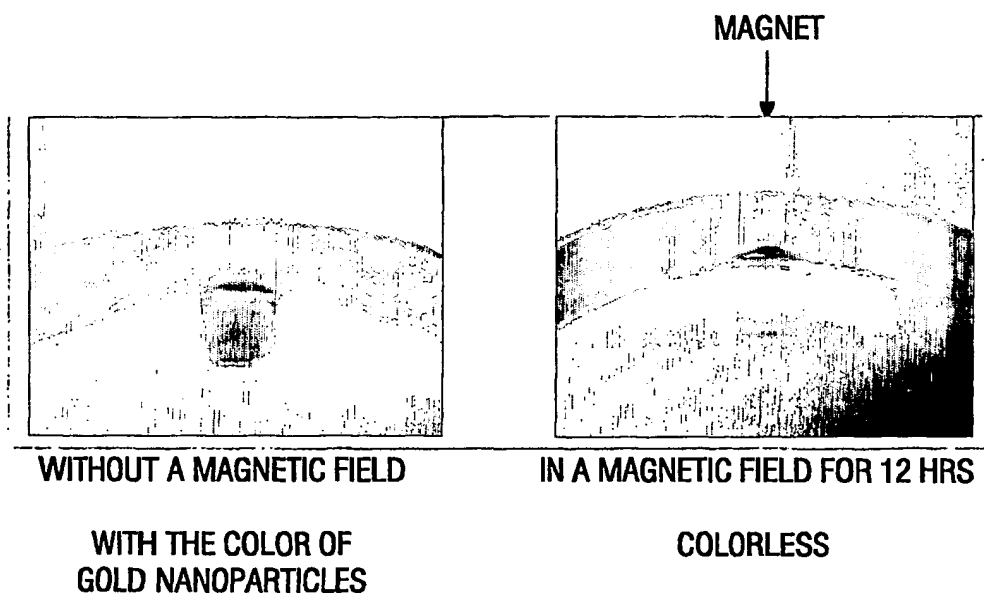 MAGNET
WITHOUT A MAGNETIC FIELD
IN A MAGNETIC FIELD FOR 12 HRS
WITH THE COLOR OF
GOLD NANOPARTICLES
COLORLESS